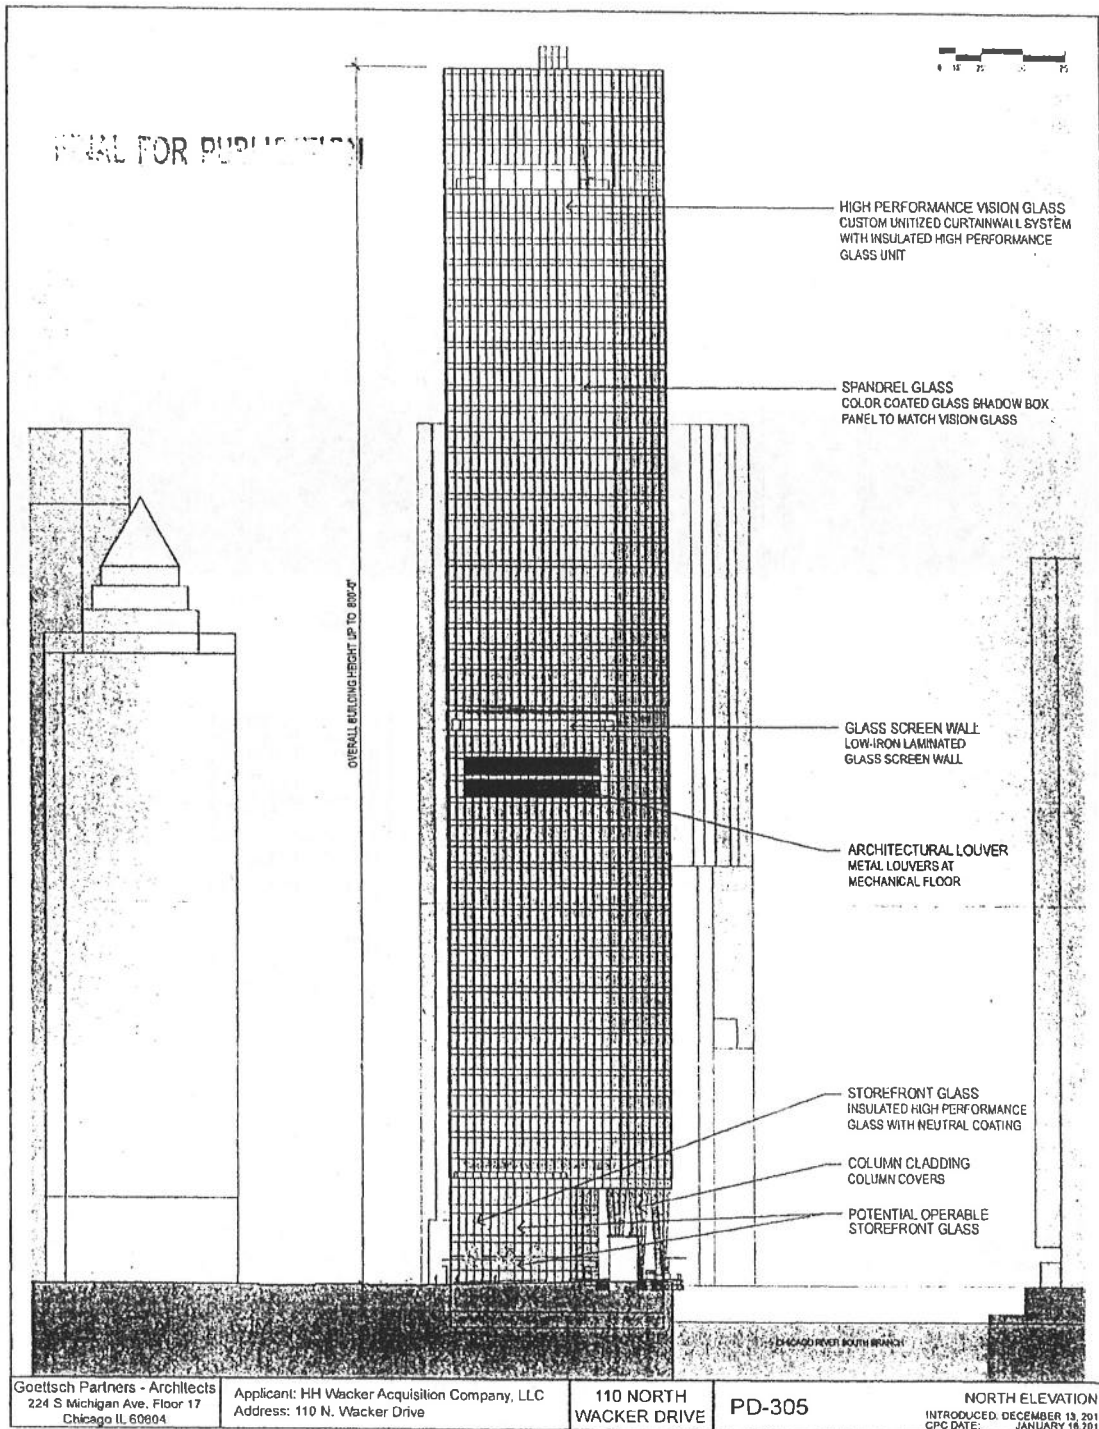 FOR
HIGH PERFORMANCE VISION GLASS
CUSTOM UNITIZED CURTAINWALL SYSTEM
WITH INSULATED HIGH PERFORMANCE
GLASS UNIT
SPANDREL GLASS
COLOR COATED GLASS SHADOW BOX
PANEL TO MATCH VISION GLASS
OVERALL BUILDING HEIGHT UP TO 800'-0"
GLASS SCREEN WALL
LOW-IRON LAMINATED
GLASS SCREEN WALL
ARCHITECTURAL LOUVER
METAL LOUVERS AT
MECHANICAL FLOOR
STOREFRONT GLASS
INSULATED HIGH PERFORMANCE
GLASS WITH NEUTRAL COATING
COLUMN CLADDING
COLUMN COVERS
POTENTIAL OPERABLE
STOREFRONT GLASS
CHICAGO RIVER SOUTH BRANCH
Goettsch Partners - Architects
224 S Michigan Ave, Floor 17
Chicago IL 60604
Applicant: HH Wacker Acquisition Company, LLC
Address: 110 N. Wacker Drive
110 NORTH
WACKER DRIVE
PD-305
NORTH ELEVATION
INTRODUCED: DECEMBER 13, 201
CPC DATE: JANUARY 18 201